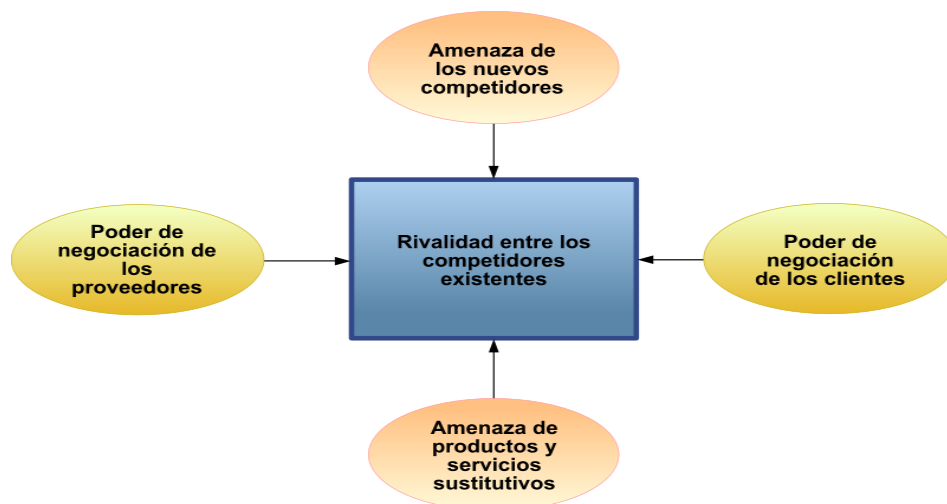 Amenaza de
los nuevos
competidores
Poder de
negociación de
los
proveedores
Rivalidad entre los
competidores
existentes
Poder de
negociación
de los clientes
Amenaza de
productos y
servicios
sustitutivos